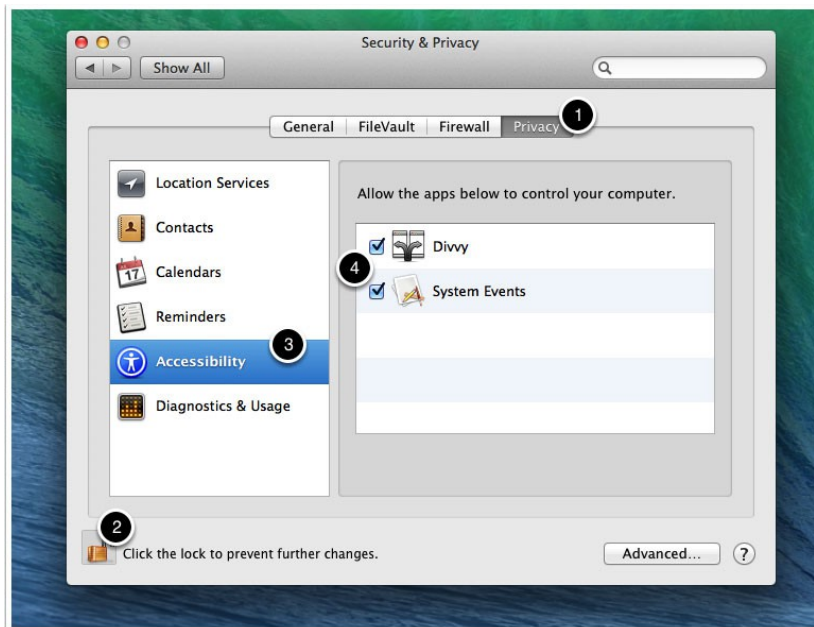 Security & Privacy
Show All
General FileVault Firewall Privacy 1
Location Services
Contacts
17 Calendars
Reminders
Accessibility 3
Diagnostics & Usage
Allow the apps below to control your computer.
Divvy
4
System Events
2
Click the lock to prevent further changes.
Advanced... ?